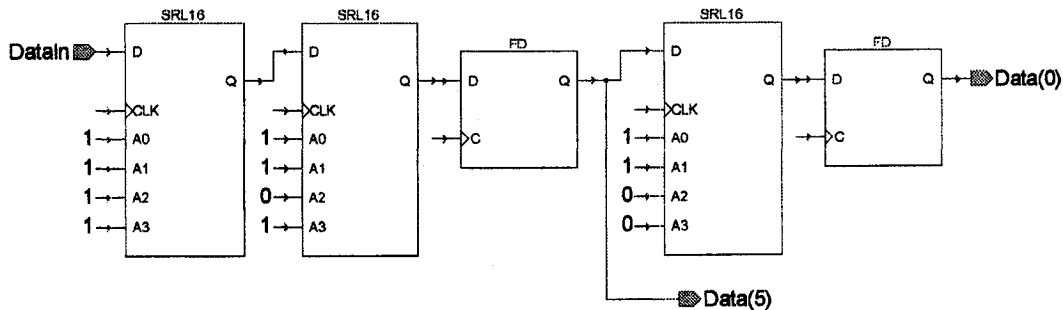 SRL16
SRL16
SRL16
FD
FD
DataIn
D
Q
CLK
1 A0
1 A1
1 A2
1 A3
D
Q
CLK
1 A0
1 A1
0 A2
1 A3
D
Q
C
D
Q
CLK
1 A0
1 A1
0 A2
0 A3
D
Q
C
Data(0)
Data(5)